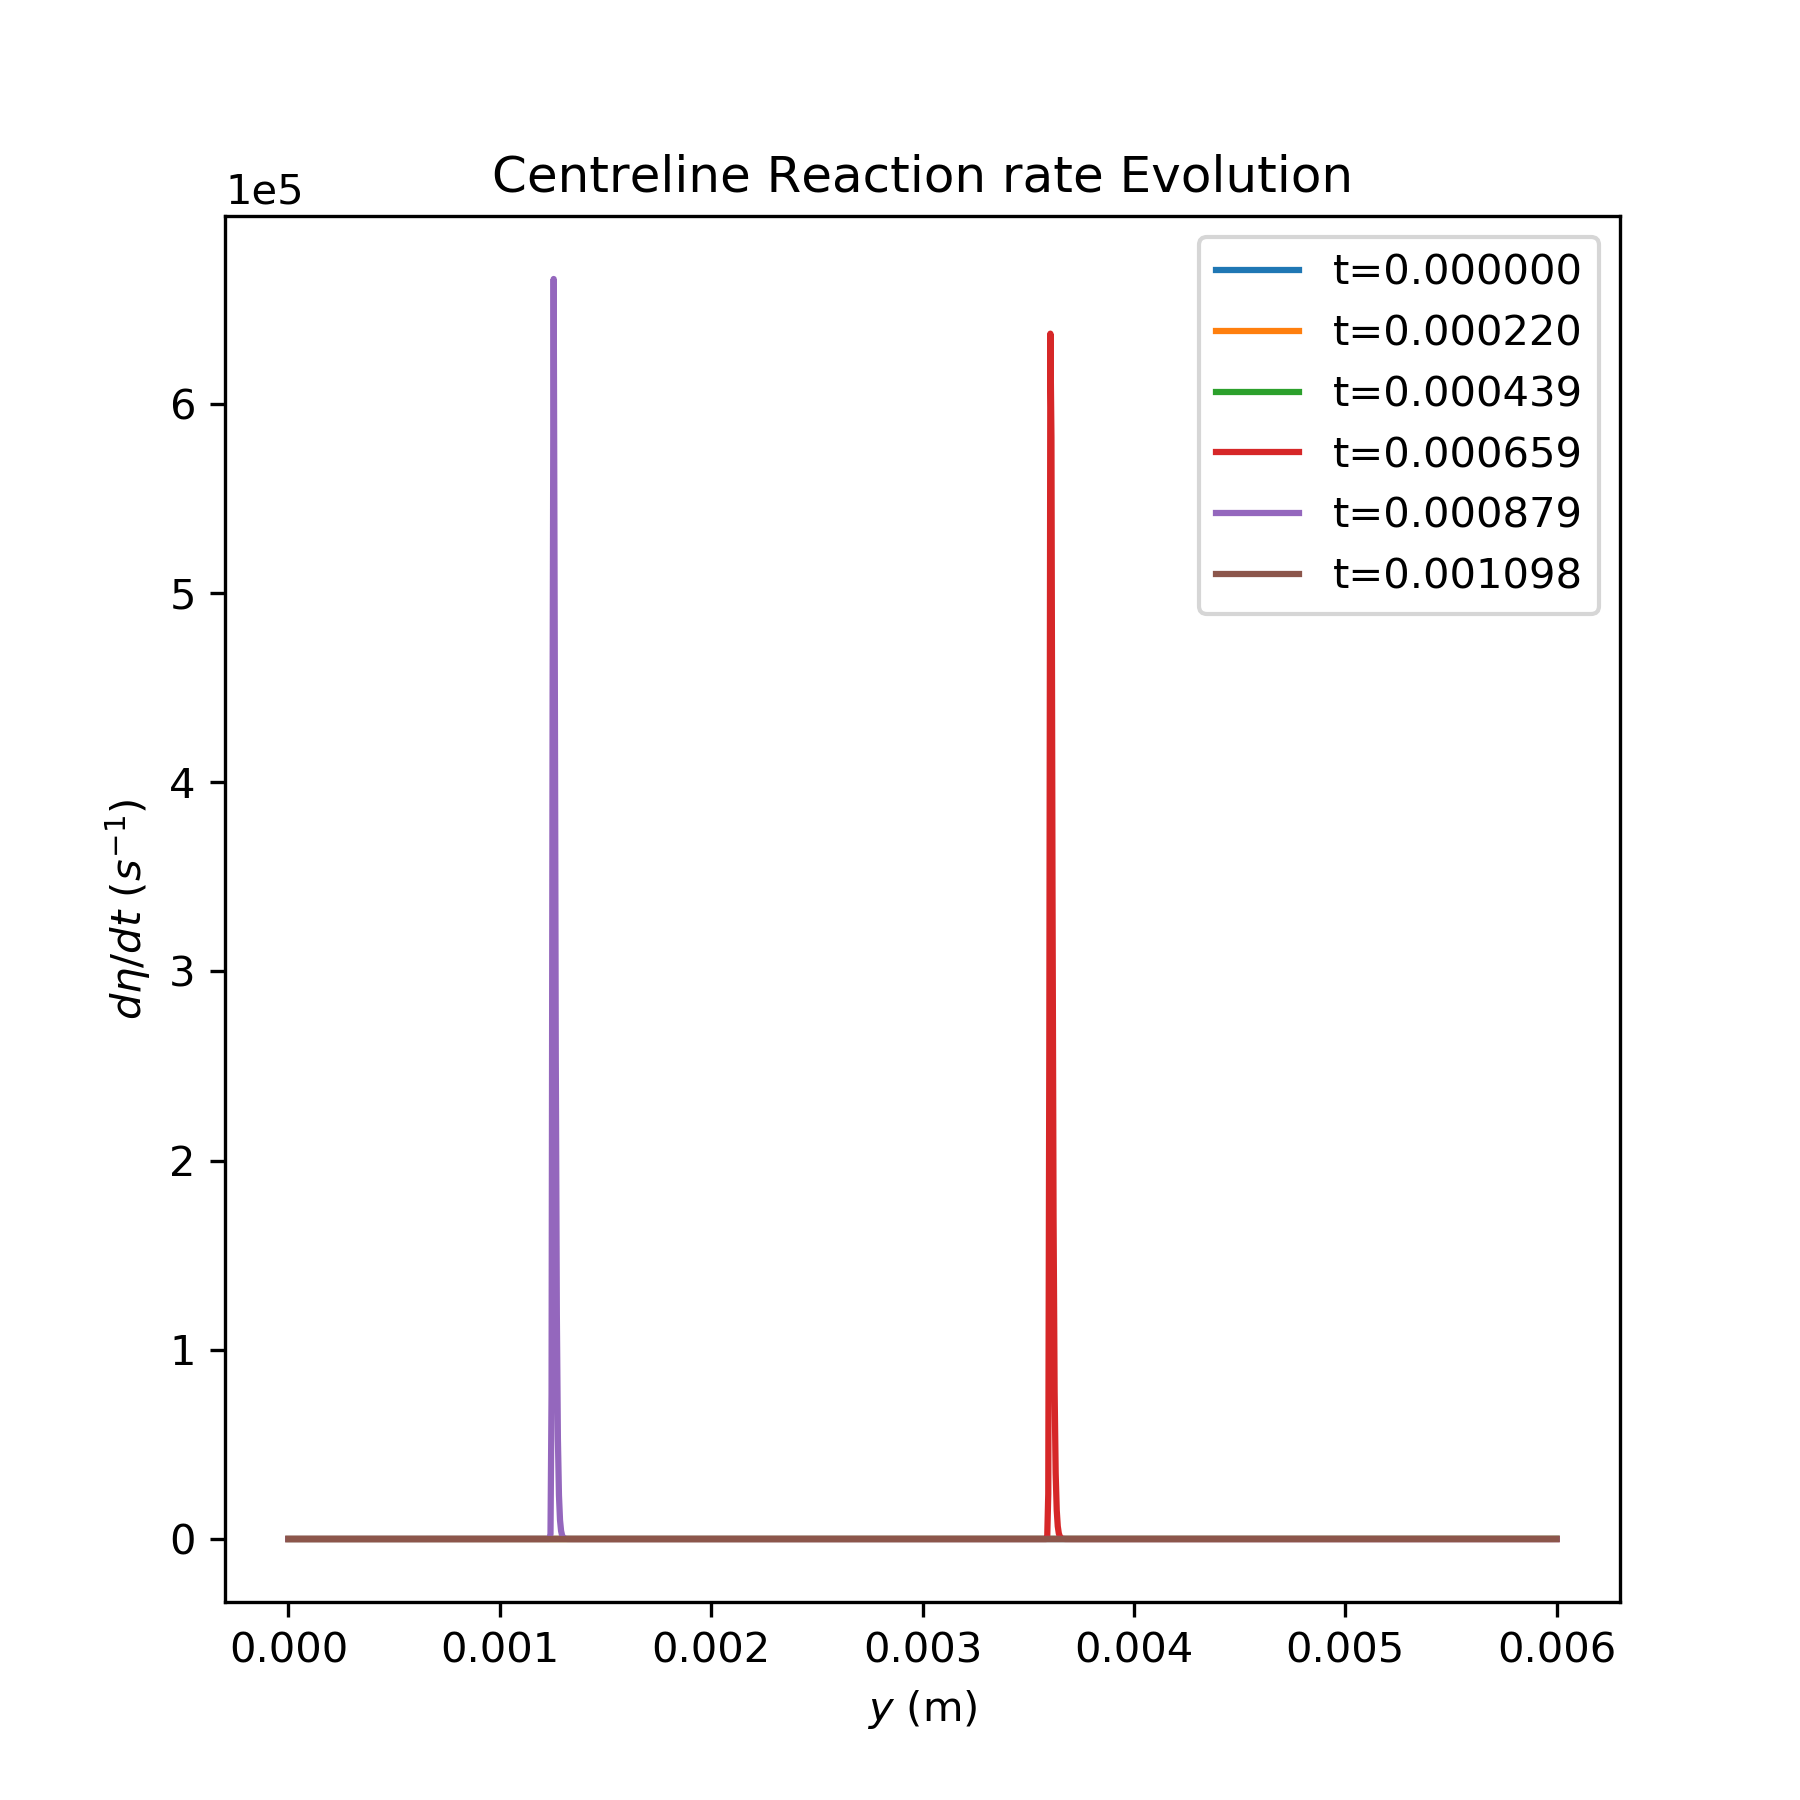 Centreline Reaction rate Evolution
1e5
t=0.000000
t=0.000220
t=0.000439
t=0.000659
t=0.000879
t=0.001098
6
5
4
3
2
1
0
dη/dt (s⁻¹)
0.000 0.001 0.002 0.003 0.004 0.005 0.006
y (m)